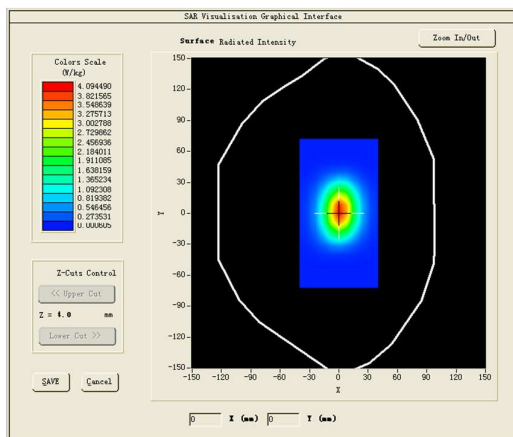 SAR Visualisation Graphical Interface
Surface Radiated Intensity
Zoom In/Out
Colors Scale
(W/kg)
4.094490
3.821565
3.548639
3.275713
3.002788
2.729862
2.456936
2.184011
1.911085
1.638159
1.365234
1.092308
0.819382
0.546456
0.273531
0.000605
Z-Cuts Control
<< Upper Cut
Z = 4.0 mm
Lower Cut >>
SAVE Cancel
150
120
90
60
30
0
-30
-60
-90
-120
-150
Y
-150 -120 -90 -60 -30 0 30 60 90 120 150
X
0 X (mm) 0 Y (mm)